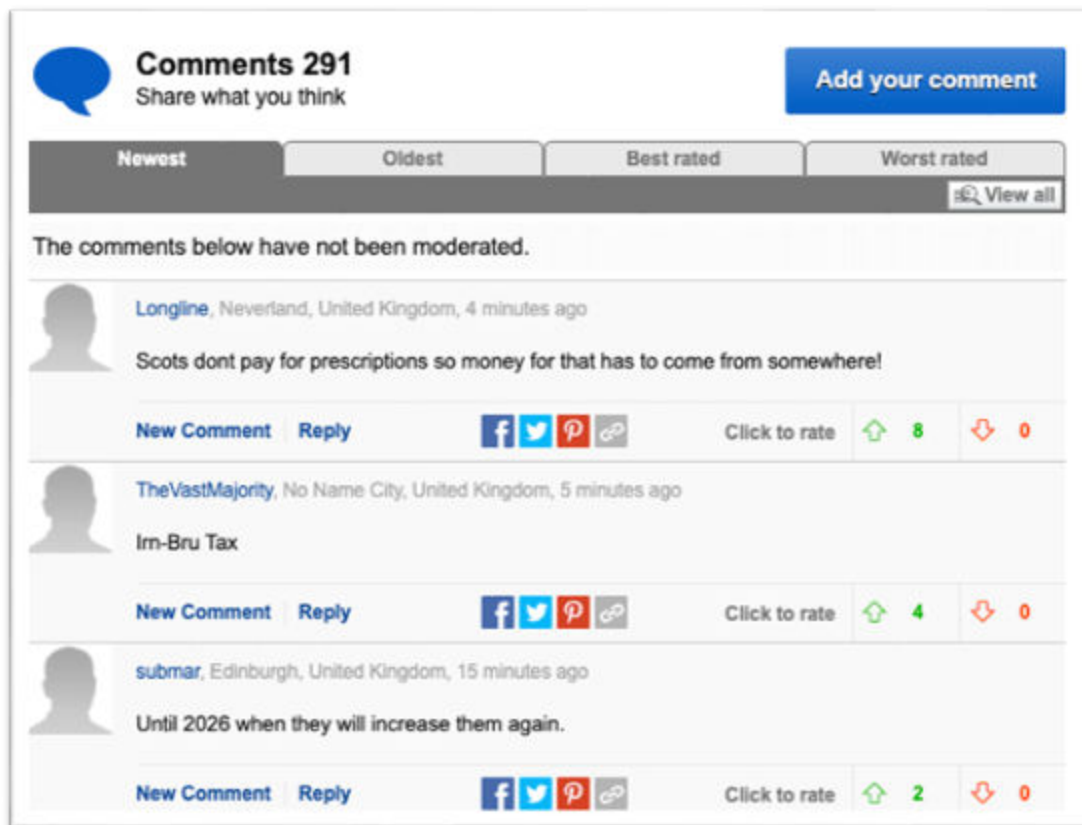 Comments 291
Share what you think
Add your comment
Newest
Oldest
Best rated
Worst rated
View all
The comments below have not been moderated.
Longline, Neverland, United Kingdom, 4 minutes ago
Scots dont pay for prescriptions so money for that has to come from somewhere!
New Comment Reply Click to rate 8 0
TheVastMajority, No Name City, United Kingdom, 5 minutes ago
Irn-Bru Tax
New Comment Reply Click to rate 4 0
submar, Edinburgh, United Kingdom, 15 minutes ago
Until 2026 when they will increase them again.
New Comment Reply Click to rate 2 0